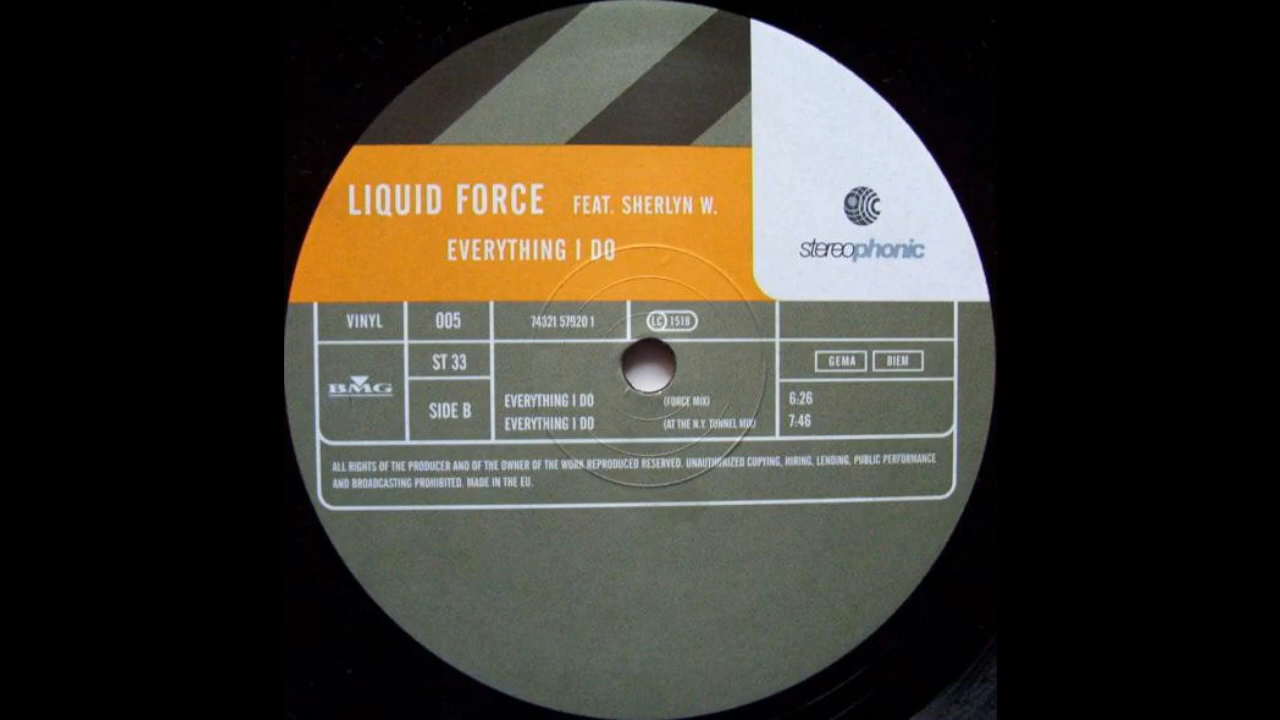 LIQUID FORCE FEAT. SHERLYN W.
EVERYTHING I DO
stereophonic
VINYL 005 74321 57920 1 LC 1518
ST 33 GEMA BIEM
BMG
SIDE B
EVERYTHING I DO (FORCE MIX) 6:26
EVERYTHING I DO (AT THE N.Y. TUNNEL MIX) 7:46
ALL RIGHTS OF THE PRODUCER AND OF THE OWNER OF THE WORK REPRODUCED RESERVED. UNAUTHORIZED COPYING, HIRING, LENDING, PUBLIC PERFORMANCE
AND BROADCASTING PROHIBITED. MADE IN THE EU.